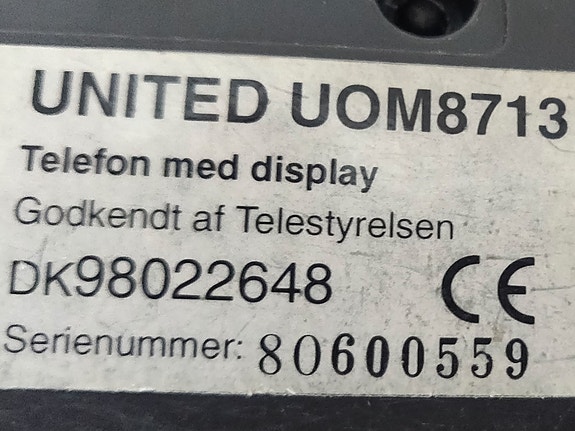 UNITED UOM8713
Telefon med display
Godkendt af Telestyrelsen
DK98022648 CE
Serienummer: 80600559